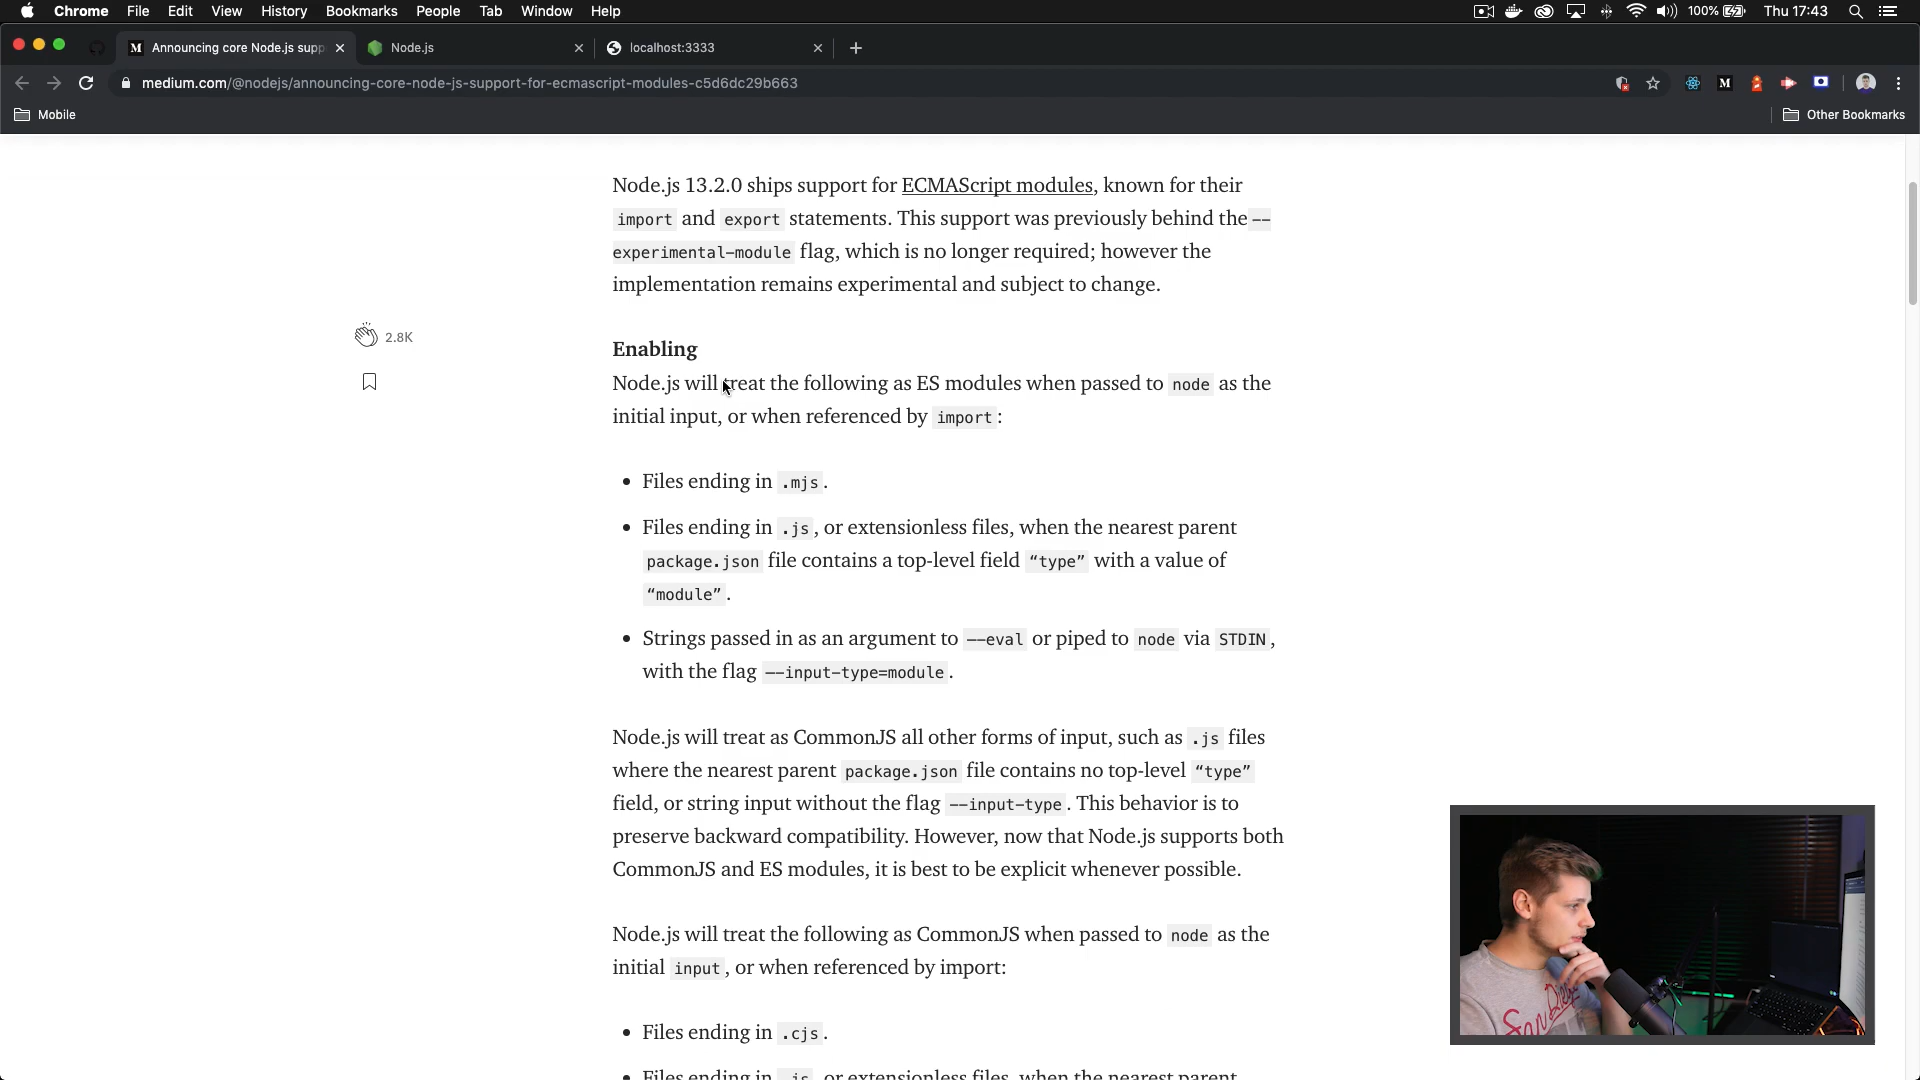 Chrome File Edit View History Bookmarks People Tab Window Help 100% Thu 17:43
Announcing core Node.js supp Node.js localhost:3333
medium.com/@nodejs/announcing-core-node-js-support-for-ecmascript-modules-c5d6dc29b663
Mobile Other Bookmarks
Node.js 13.2.0 ships support for ECMAScript modules, known for their
import and export statements. This support was previously behind the --
experimental-module flag, which is no longer required; however the
implementation remains experimental and subject to change.
2.8K
Enabling
Node.js will treat the following as ES modules when passed to node as the
initial input, or when referenced by import:
• Files ending in .mjs.
• Files ending in .js, or extensionless files, when the nearest parent
package.json file contains a top-level field “type” with a value of
“module”.
• Strings passed in as an argument to --eval or piped to node via STDIN,
with the flag --input-type=module.
Node.js will treat as CommonJS all other forms of input, such as .js files
where the nearest parent package.json file contains no top-level “type”
field, or string input without the flag --input-type. This behavior is to
preserve backward compatibility. However, now that Node.js supports both
CommonJS and ES modules, it is best to be explicit whenever possible.
Node.js will treat the following as CommonJS when passed to node as the
initial input, or when referenced by import:
• Files ending in .cjs.
• Files ending in .js, or extensionless files, when the nearest parent